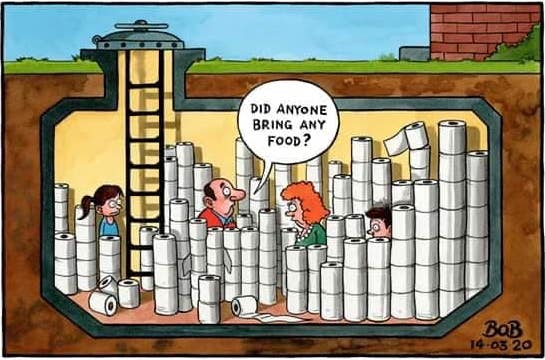 DID ANYONE
BRING ANY
FOOD?
BOB
14-03 20